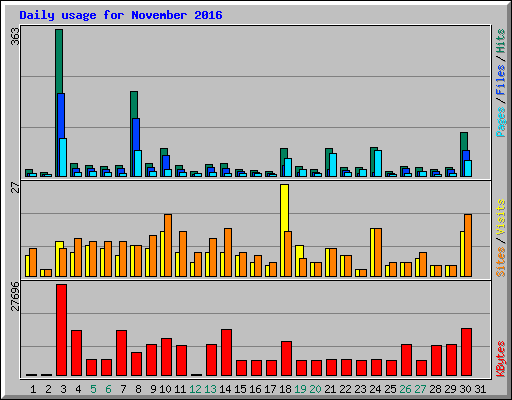 Daily usage for November 2016
363
Pages / Files / Hits
27
Sites / Visits
27696
KBytes
1 2 3 4 5 6 7 8 9 10 11 12 13 14 15 16 17 18 19 20 21 22 23 24 25 26 27 28 29 30 31